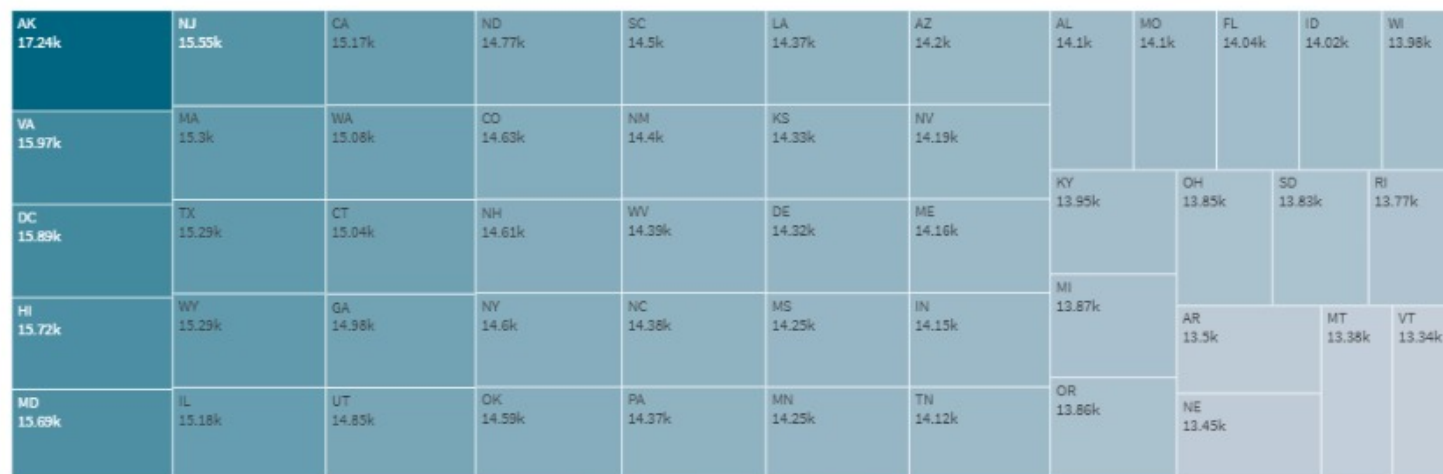 AK
17.24k
VA
15.97k
DC
15.89k
HI
15.72k
MD
15.69k
NJ
15.55k
MA
15.3k
TX
15.29k
WY
15.29k
IL
15.18k
CA
15.17k
WA
15.08k
CT
15.04k
GA
14.98k
UT
14.85k
ND
14.77k
CO
14.63k
NH
14.61k
NY
14.6k
OK
14.59k
SC
14.5k
NM
14.4k
WV
14.39k
NC
14.38k
PA
14.37k
LA
14.37k
KS
14.33k
DE
14.32k
MS
14.25k
MN
14.25k
AZ
14.2k
NV
14.19k
ME
14.16k
IN
14.15k
TN
14.12k
AL
14.1k
MO
14.1k
FL
14.04k
ID
14.02k
WI
13.98k
KY
13.95k
MI
13.87k
OR
13.86k
OH
13.85k
SD
13.83k
RI
13.77k
AR
13.5k
NE
13.45k
MT
13.38k
VT
13.34k